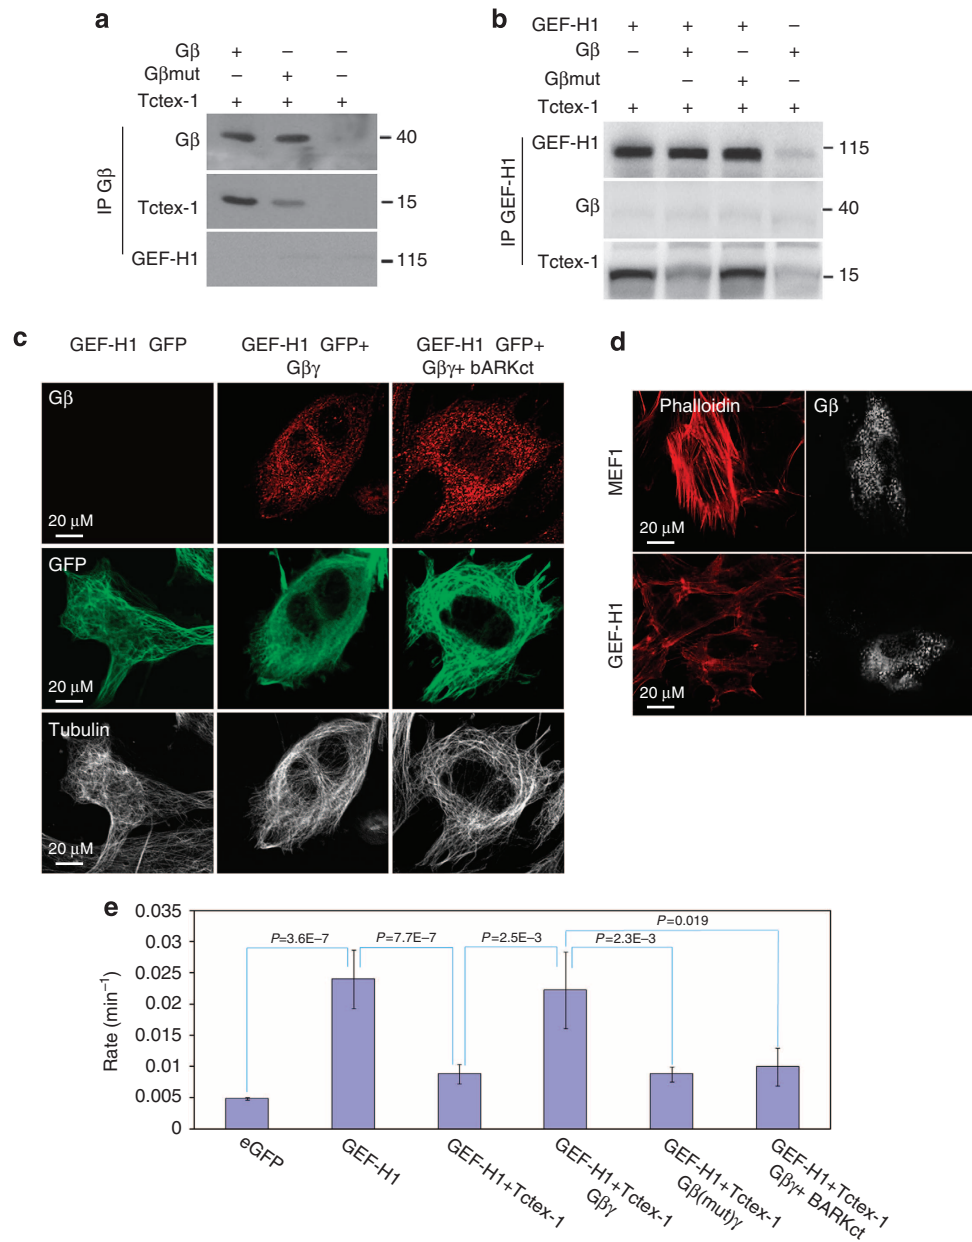 a
Gβ + – –
Gβmut – + –
Tctex-1 + + +
IP Gβ
Gβ
40
Tctex-1
15
GEF-H1
115
b
GEF-H1 + + + –
Gβ – + – +
Gβmut – + –
Tctex-1 + + + +
IP GEF-H1
GEF-H1
115
Gβ
40
Tctex-1
15
c
GEF-H1 GFP
GEF-H1 GFP+
Gβγ
GEF-H1 GFP+
Gβγ+ bARKct
Gβ
20 µM
GFP
20 µM
Tubulin
20 µM
d
Phalloidin
Gβ
MEF1
20 µM
GEF-H1
20 µM
e
Rate (min⁻¹)
0.035
0.03
0.025
0.02
0.015
0.01
0.005
0
P=3.6E–7
P=7.7E–7
P=2.5E–3
P=2.3E–3
P=0.019
eGFP
GEF-H1
GEF-H1+Tctex-1
GEF-H1+Tctex-1
Gβγ
GEF-H1+Tctex-1
Gβ(mut)γ
GEF-H1+Tctex-1
Gβγ+ BARKct